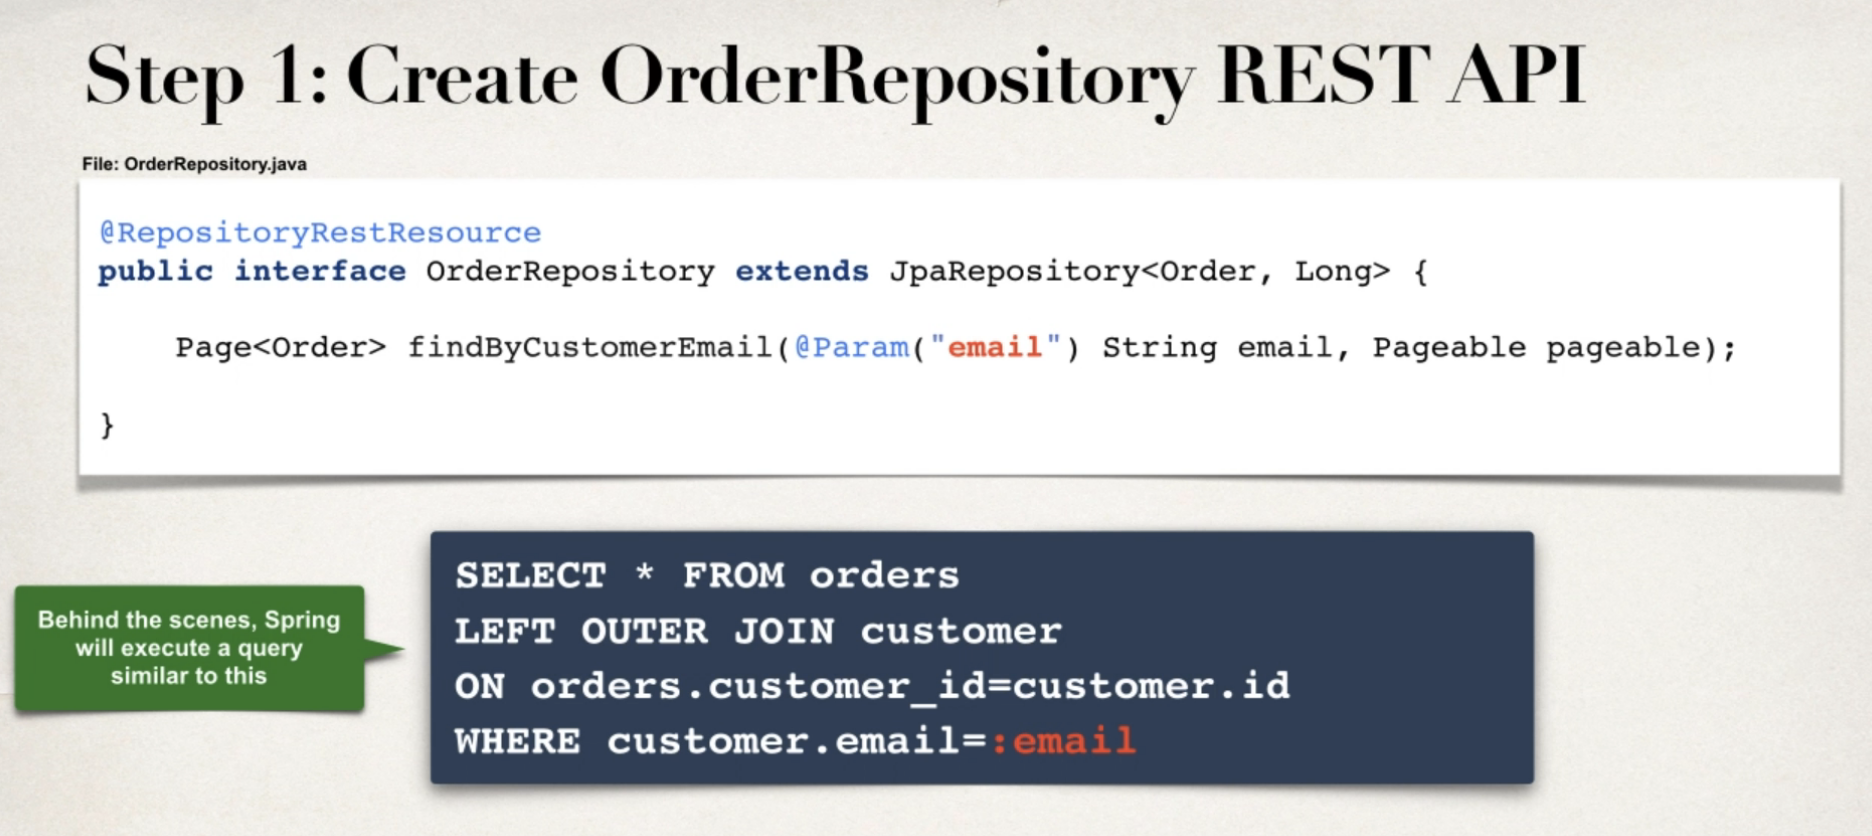 Step 1: Create OrderRepository REST API
File: OrderRepository.java
@RepositoryRestResource
public interface OrderRepository extends JpaRepository<Order, Long> {
Page<Order> findByCustomerEmail(@Param("email") String email, Pageable pageable);
}
Behind the scenes, Spring
will execute a query
similar to this
SELECT * FROM orders
LEFT OUTER JOIN customer
ON orders.customer_id=customer.id
WHERE customer.email=:email